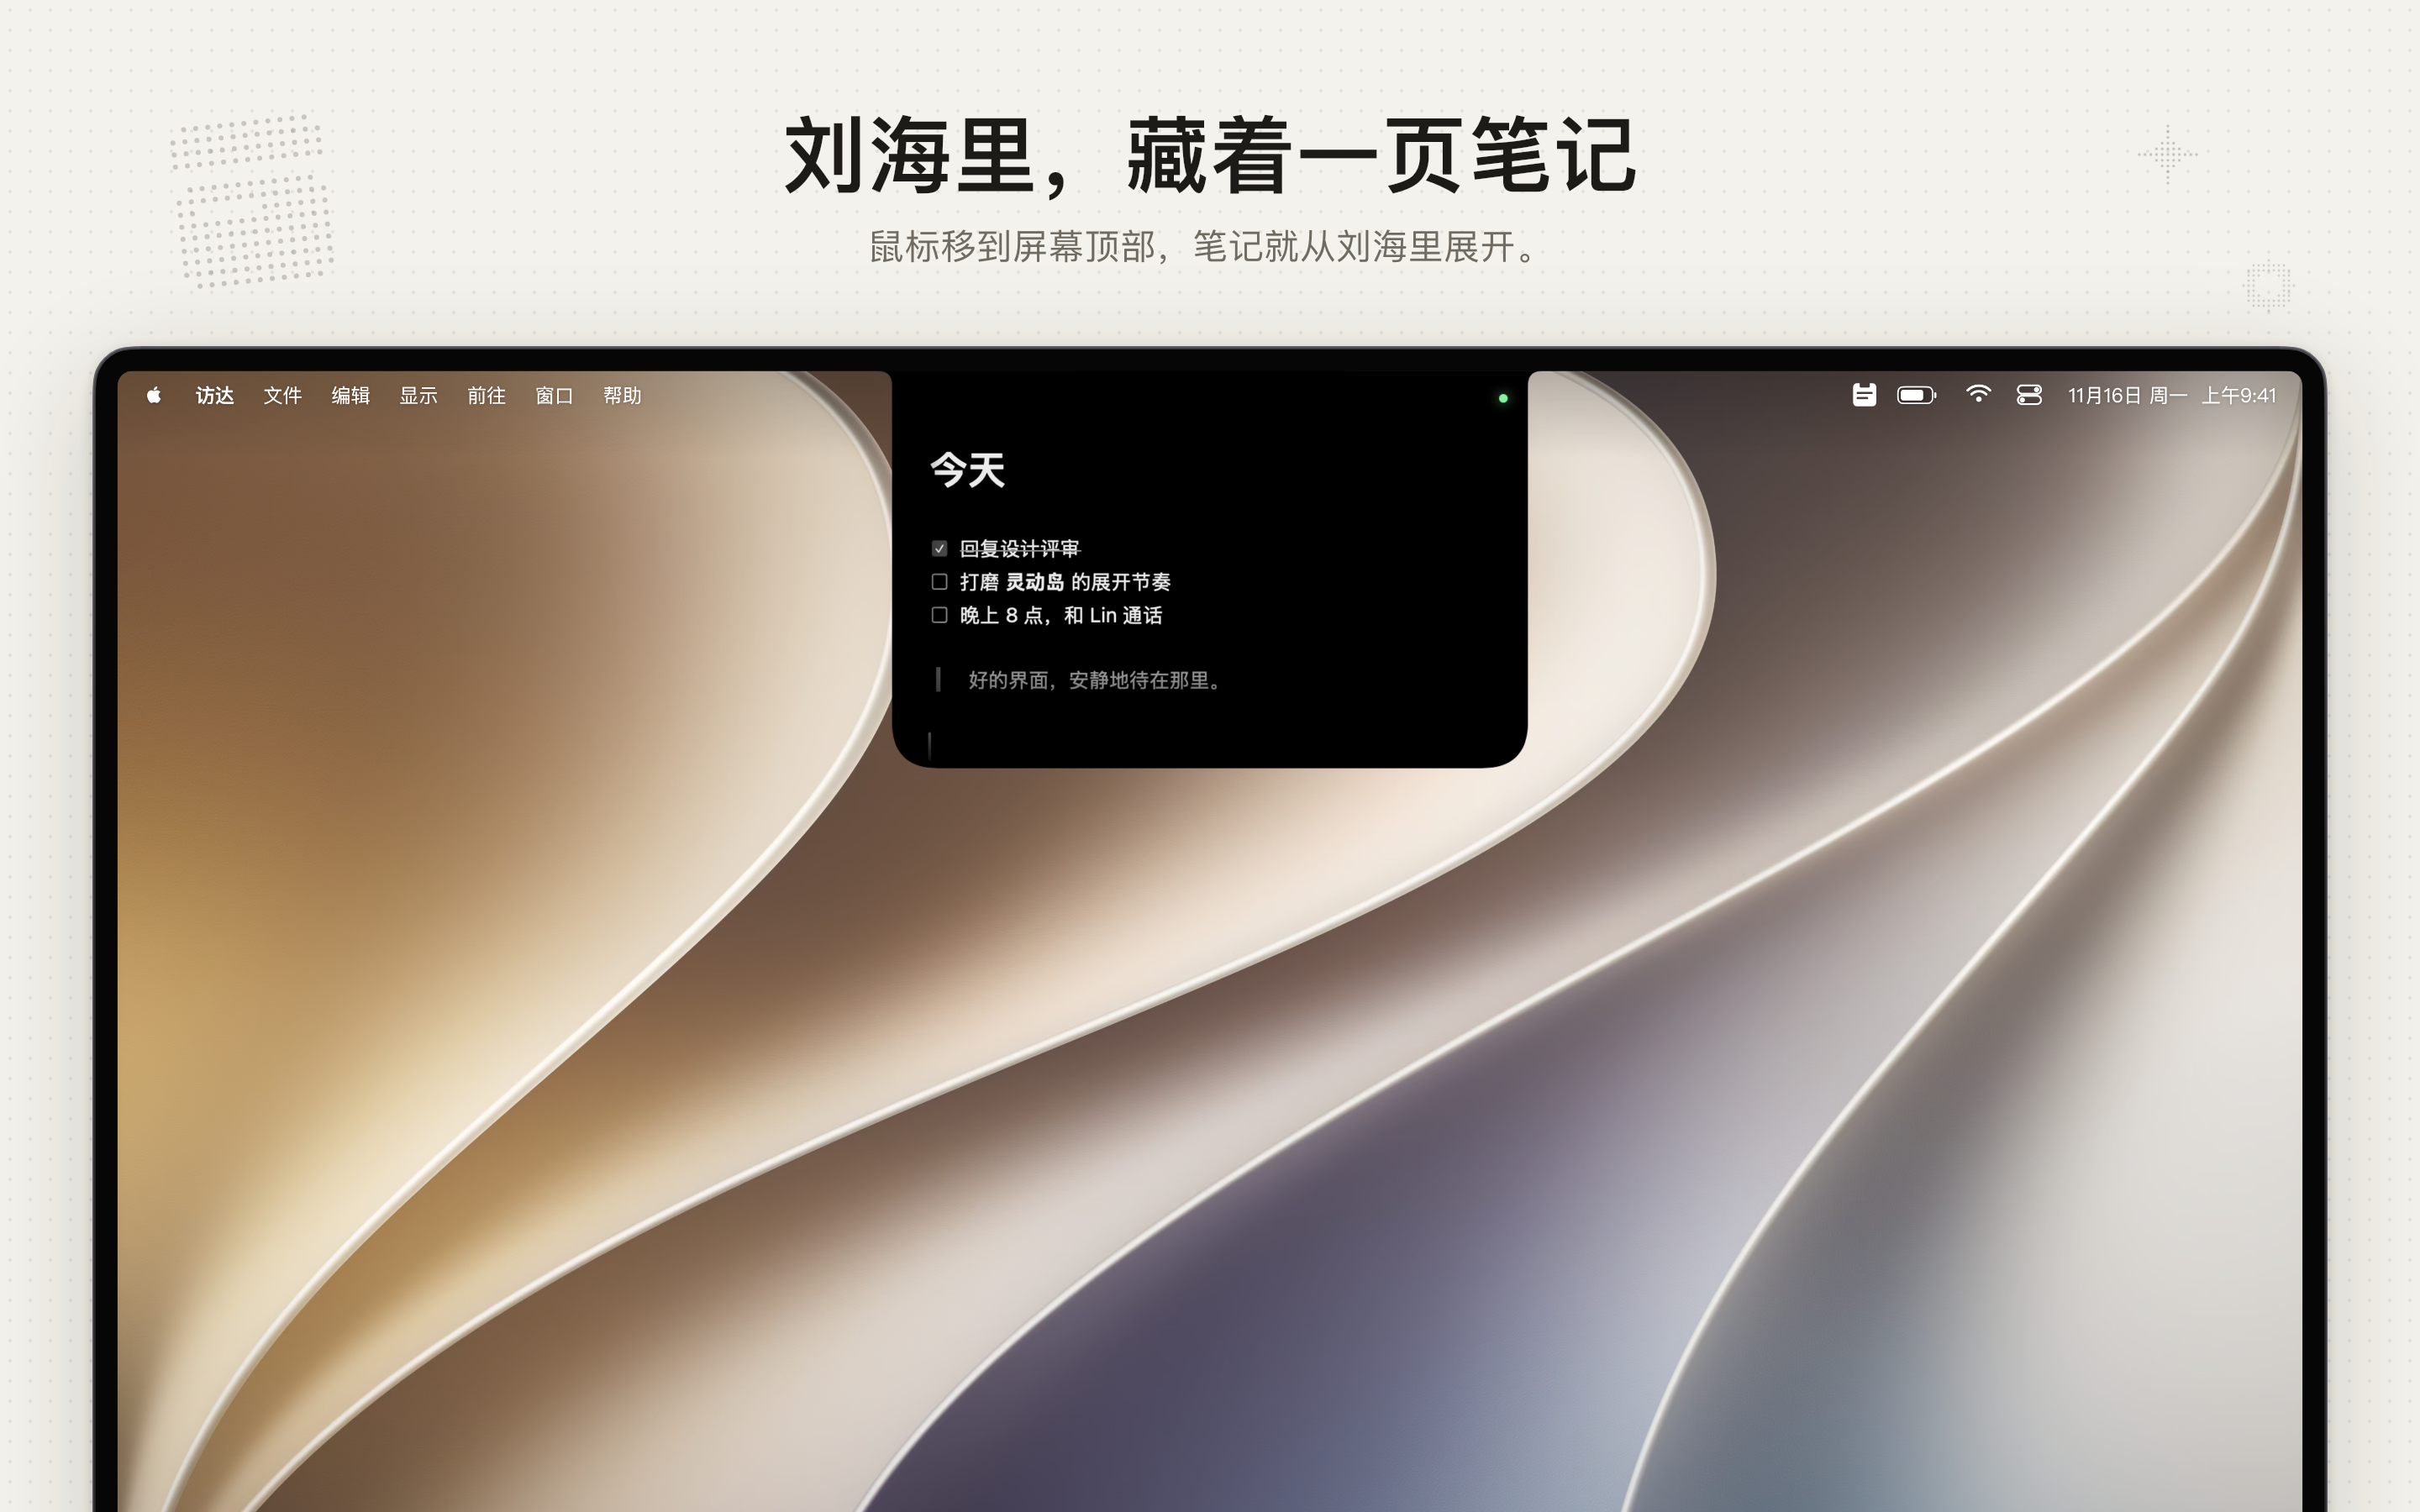 刘海里，藏着一页笔记
鼠标移到屏幕顶部，笔记就从刘海里展开。
访达 文件 编辑 显示 前往 窗口 帮助
11月16日 周一 上午9:41
今天
回复设计评审
打磨 灵动岛 的展开节奏
晚上 8 点，和 Lin 通话
好的界面，安静地待在那里。